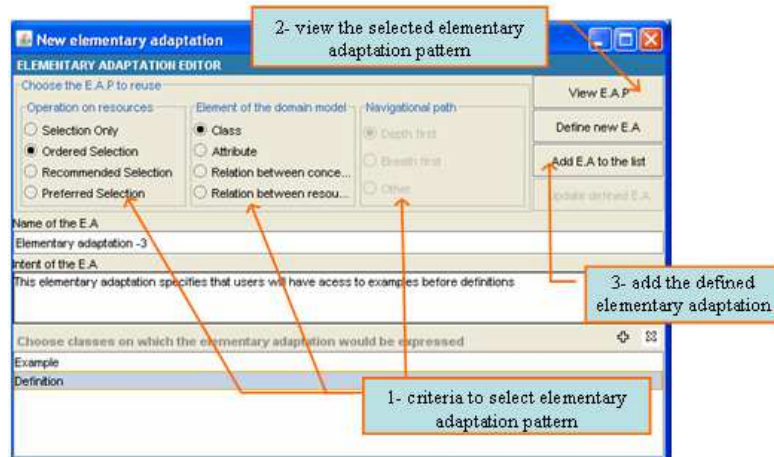 New elementary adaptation
2- view the selected elementary
adaptation pattern
ELEMENTARY ADAPTATION EDITOR
Choose the E.A.P to reuse
Operation on resources
Selection Only
Ordered Selection
Recommended Selection
Preferred Selection
Element of the domain model
Class
Attribute
Relation between conce...
Relation between resou...
Navigational path
Depth first
Breath first
Other
View E.A.P
Define new E.A
Add E.A to the list
Update defined E.A
Name of the E.A
Elementary adaptation -3
Intent of the E.A
This elementary adaptation specifies that users will have acess to examples before definitions
3- add the defined
elementary adaptation
Choose classes on which the elementary adaptation would be expressed
Example
Definition
1- criteria to select elementary
adaptation pattern